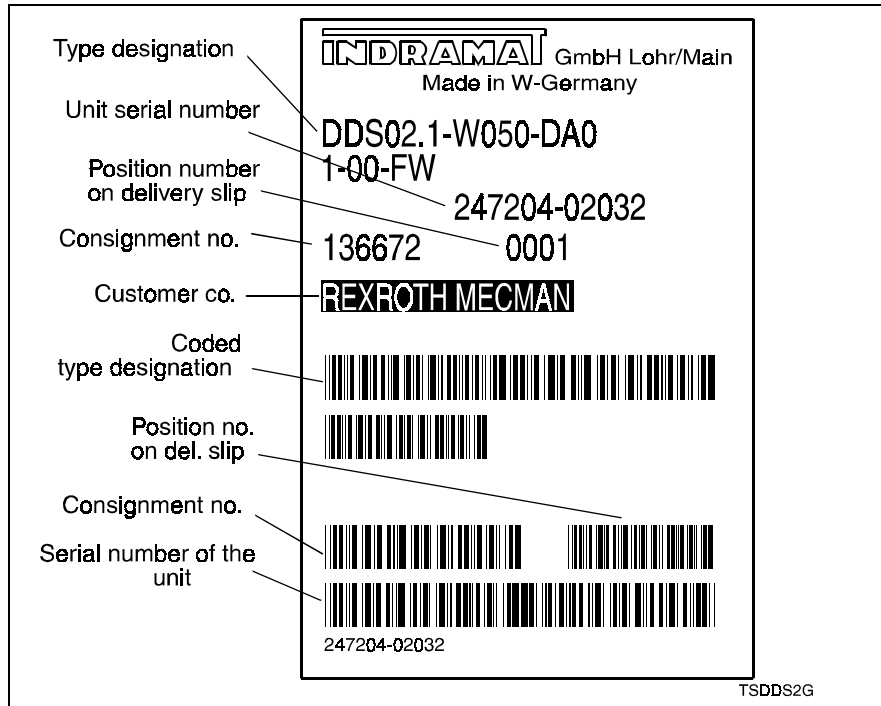 Type designation
Unit serial number
Position number
on delivery slip
Consignment no.
Customer co.
Coded
type designation
Position no.
on del. slip
Consignment no.
Serial number of the
unit
INDRAMAT GmbH Lohr/Main
Made in W-Germany
DDS02.1-W050-DA0
1-00-FW
247204-02032
136672 0001
REXROTH MECMAN
247204-02032
TSDDS2G